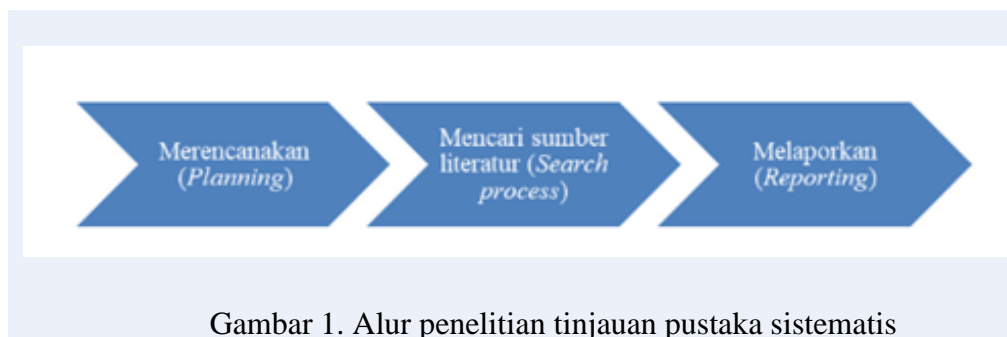 Merencanakan
(Planning)
Mencari sumber
literatur (Search
process)
Melaporkan
(Reporting)
Gambar 1. Alur penelitian tinjauan pustaka sistematis